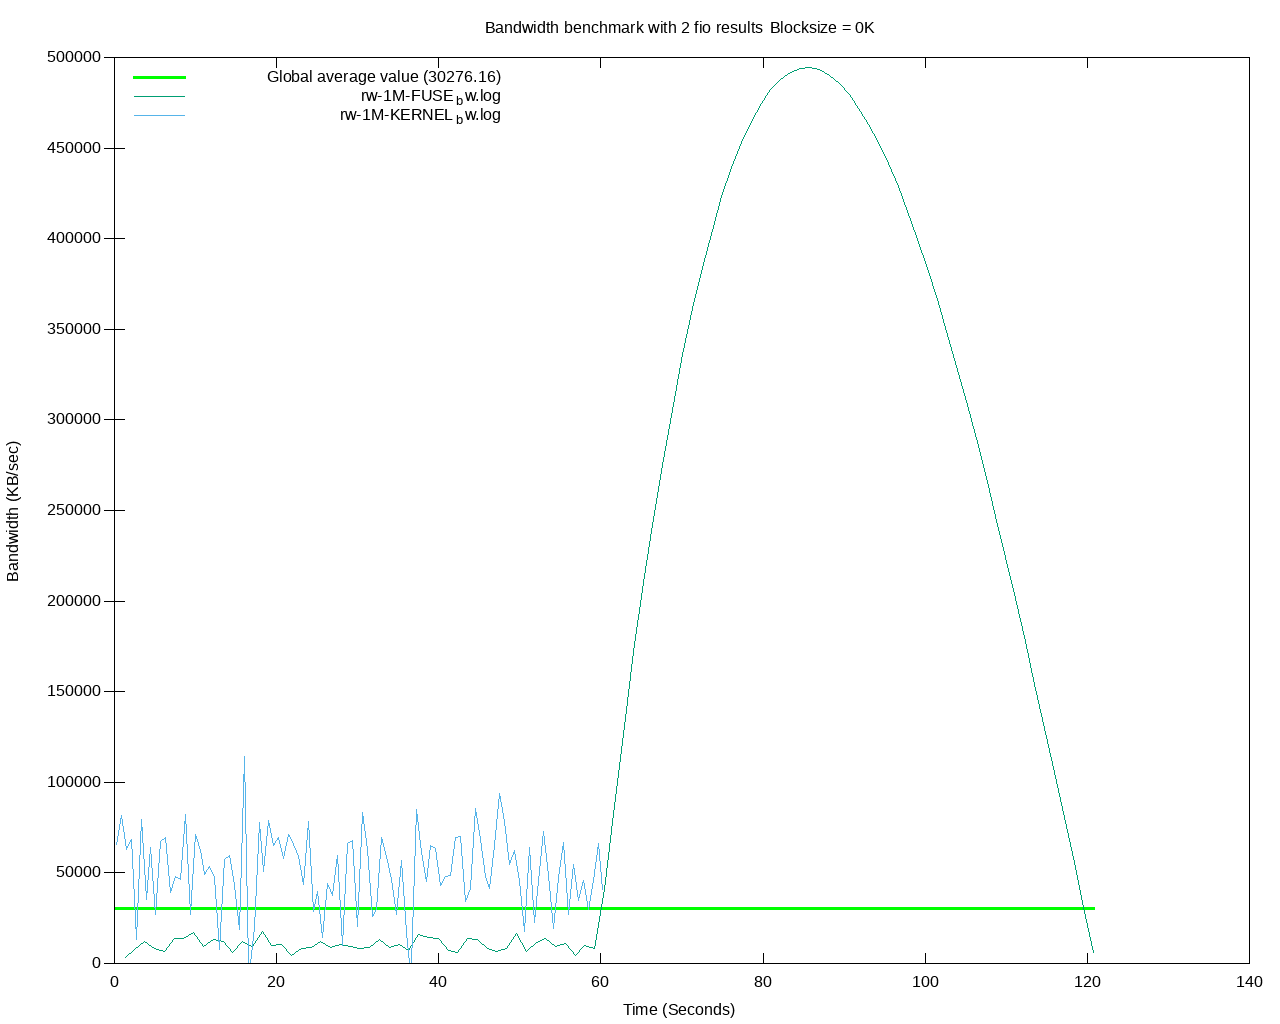 Bandwidth benchmark with 2 fio results Blocksize = 0K
500000
450000
400000
350000
300000
250000
200000
150000
100000
50000
0
Global average value (30276.16)
rw-1M-FUSE b w.log
rw-1M-KERNEL b w.log
Bandwidth (KB/sec)
0 20 40 60 80 100 120 140
Time (Seconds)